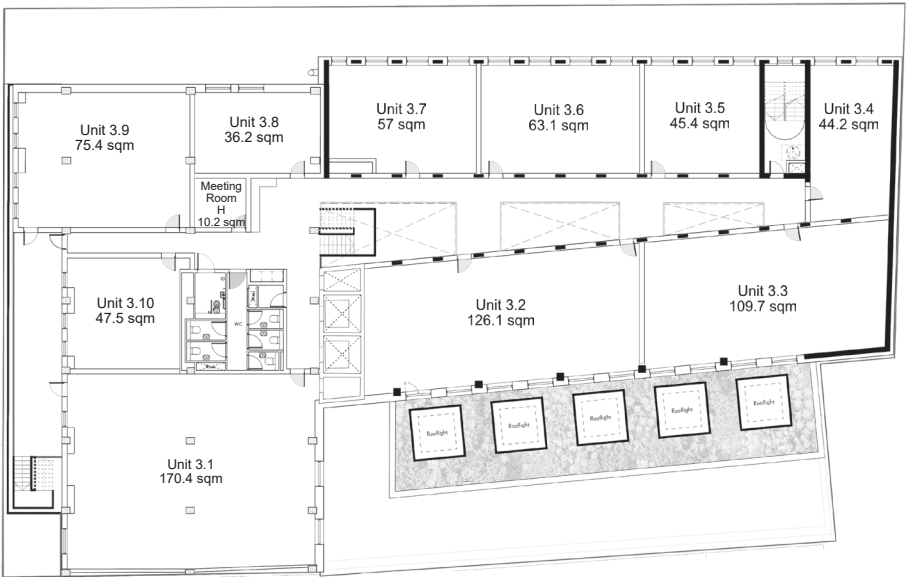 Unit 3.7
57 sqm
Unit 3.6
63.1 sqm
Unit 3.5
45.4 sqm
Unit 3.4
44.2 sqm
Unit 3.9
75.4 sqm
Unit 3.8
36.2 sqm
Meeting
Room
H
10.2 sqm
Unit 3.10
47.5 sqm
WC
Unit 3.2
126.1 sqm
Unit 3.3
109.7 sqm
Rooflight
Rooflight
Rooflight
Rooflight
Rooflight
Unit 3.1
170.4 sqm